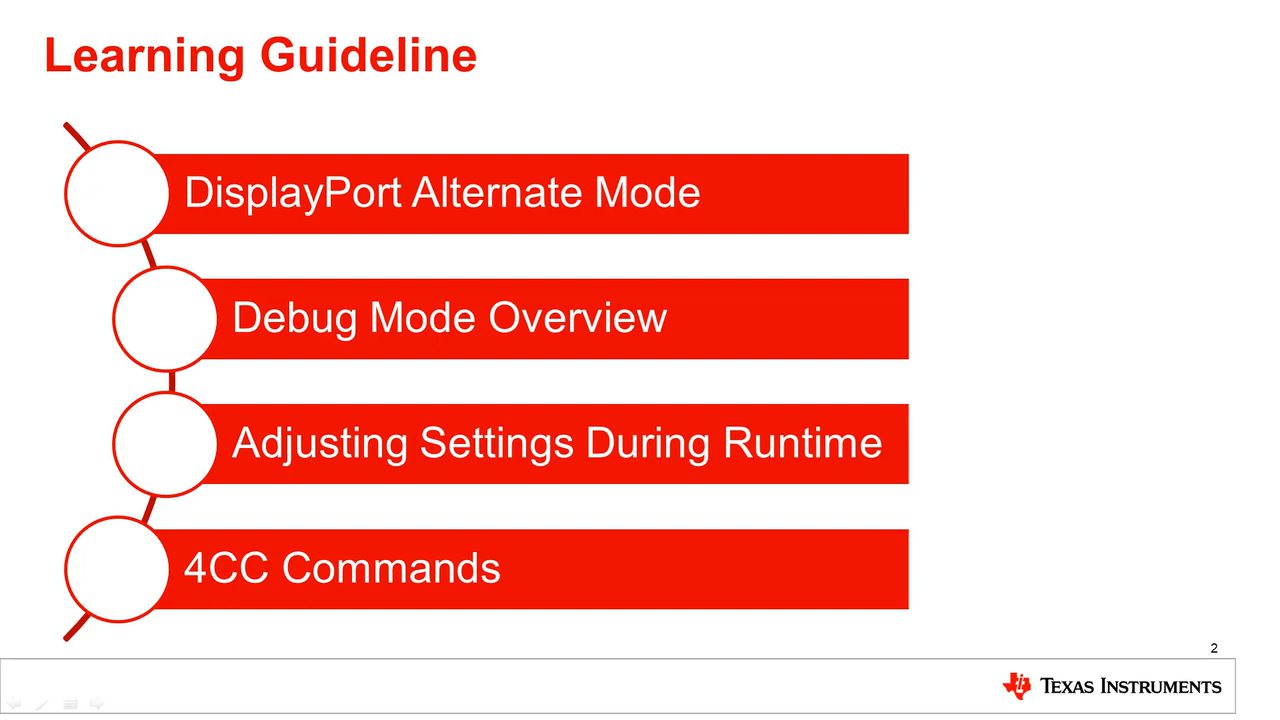 Learning Guideline
DisplayPort Alternate Mode
Debug Mode Overview
Adjusting Settings During Runtime
4CC Commands
2
TEXAS INSTRUMENTS